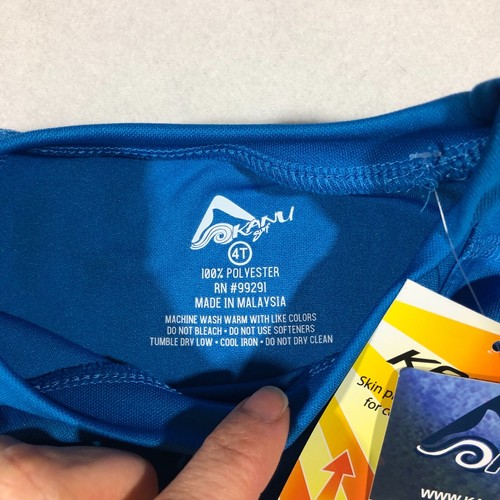 KANU
Surf
4T
100% POLYESTER
RN #99291
MADE IN MALAYSIA
MACHINE WASH WARM WITH LIKE COLORS
DO NOT BLEACH • DO NOT USE SOFTENERS
TUMBLE DRY LOW • COOL IRON • DO NOT DRY CLEAN
KA
Skin p
for c
WWW.K